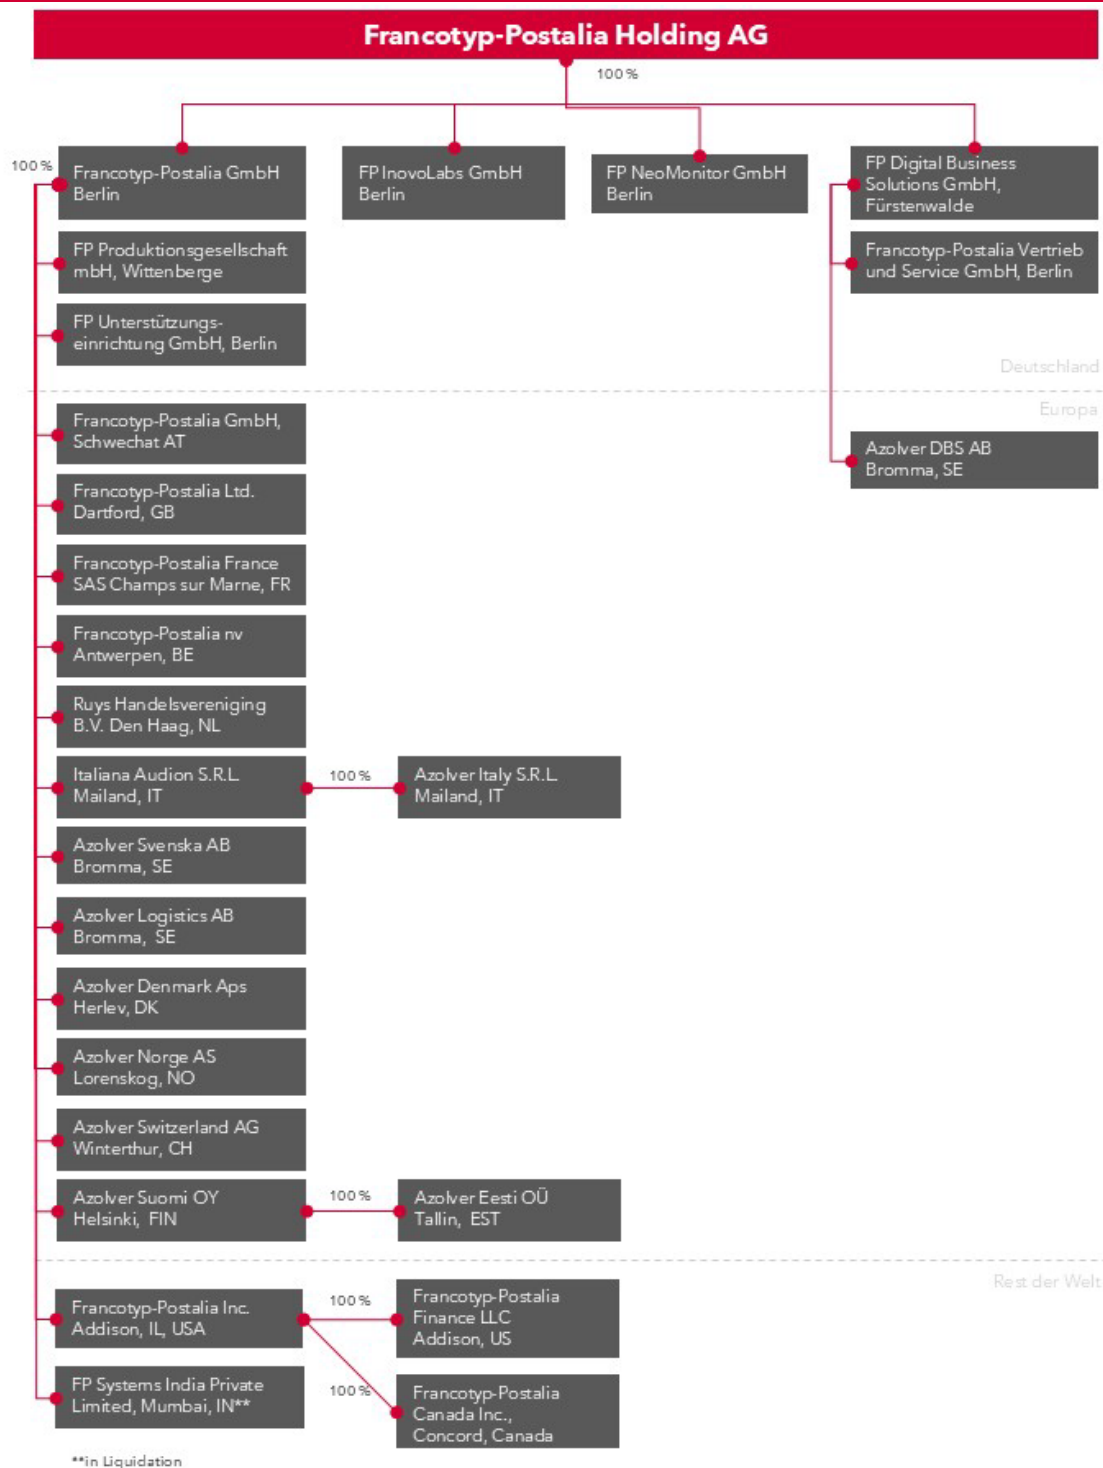 Francotyp-Postalia Holding AG
100 %
100 %
Francotyp-Postalia GmbH
Berlin
FP InovoLabs GmbH
Berlin
FP NeoMonitor GmbH
Berlin
FP Digital Business
Solutions GmbH,
Fürstenwalde
FP Produktionsgesellschaft
mbH, Wittenberge
Francotyp-Postalia Vertrieb
und Service GmbH, Berlin
FP Unterstützungs-
einrichtung GmbH, Berlin
Deutschland
Europa
Francotyp-Postalia GmbH,
Schwechat AT
Azolver DBS AB
Bromma, SE
Francotyp-Postalia Ltd.
Dartford, GB
Francotyp-Postalia France
SAS Champs sur Marne, FR
Francotyp-Postalia nv
Antwerpen, BE
Ruys Handelsvereniging
B.V. Den Haag, NL
Italiana Audion S.R.L
Mailand, IT
100 %
Azolver Italy S.R.L
Mailand, IT
Azolver Svenska AB
Bromma, SE
Azolver Logistics AB
Bromma, SE
Azolver Denmark Aps
Herlev, DK
Azolver Norge AS
Lorenskog, NO
Azolver Switzerland AG
Winterthur, CH
Azolver Suomi OY
Helsinki, FIN
100 %
Azolver Eesti OÜ
Tallin, EST
Rest der Welt
Francotyp-Postalia Inc.
Addison, IL, USA
100 %
Francotyp-Postalia
Finance LLC
Addison, US
FP Systems India Private
Limited, Mumbai, IN**
100 %
Francotyp-Postalia
Canada Inc.,
Concord, Canada
**in Liquidation